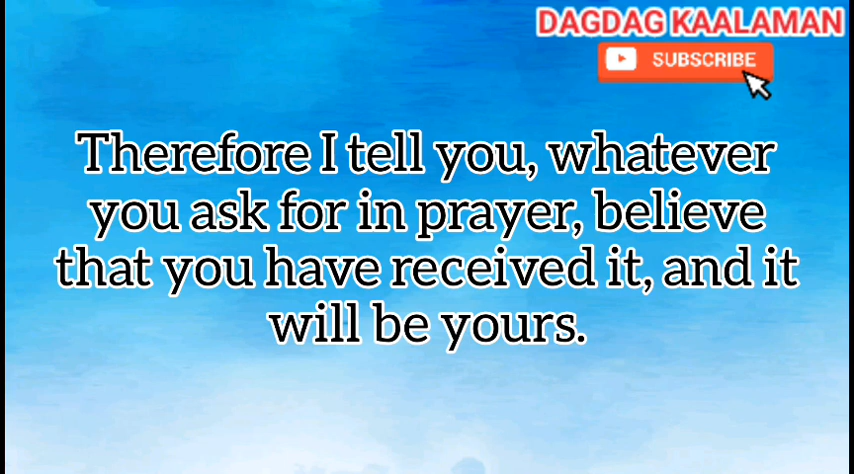 DAGDAG KAALAMAN
SUBSCRIBE
Therefore I tell you, whatever
you ask for in prayer, believe
that you have received it, and it
will be yours.